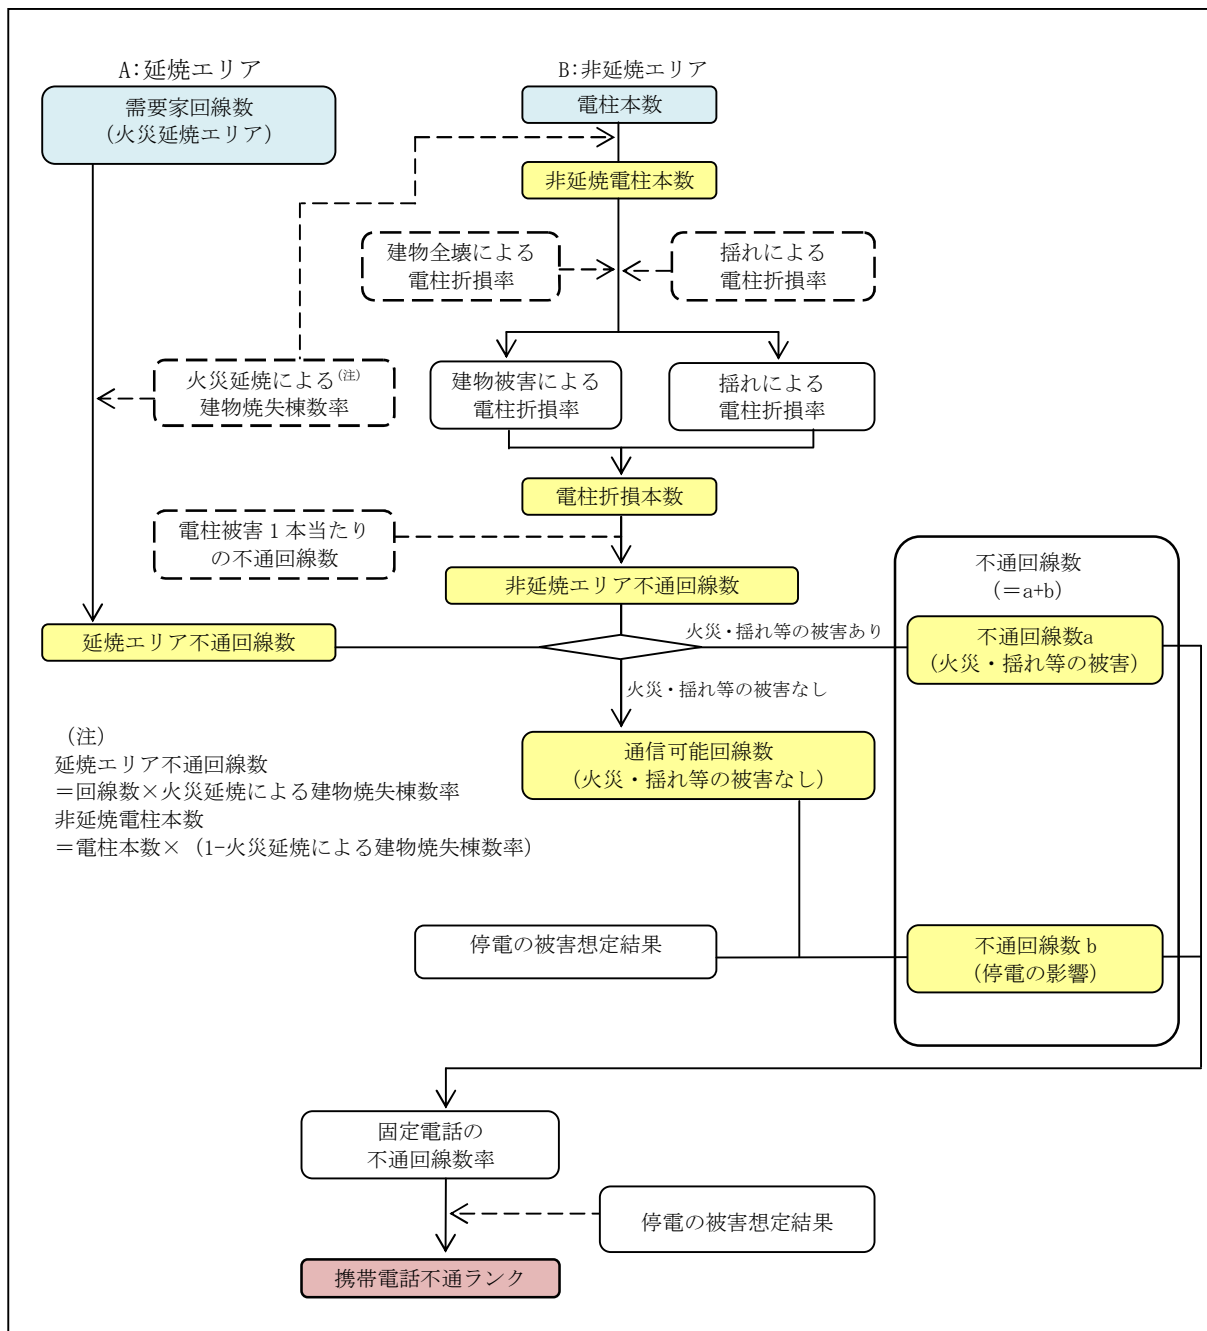 A:延焼エリア
B:非延焼エリア
需要家回線数
（火災延焼エリア）
電柱本数
非延焼電柱本数
建物全壊による
電柱折損率
揺れによる
電柱折損率
火災延焼による(注)
建物焼失棟数率
建物被害による
電柱折損率
揺れによる
電柱折損率
電柱折損本数
電柱被害１本当たり
の不通回線数
非延焼エリア不通回線数
不通回線数
（＝a+b）
延焼エリア不通回線数
火災・揺れ等の被害あり
不通回線数a
（火災・揺れ等の被害）
火災・揺れ等の被害なし
通信可能回線数
（火災・揺れ等の被害なし）
（注）
延焼エリア不通回線数
＝回線数×火災延焼による建物焼失棟数率
非延焼電柱本数
＝電柱本数×（1-火災延焼による建物焼失棟数率）
停電の被害想定結果
不通回線数ｂ
（停電の影響）
固定電話の
不通回線数率
停電の被害想定結果
携帯電話不通ランク